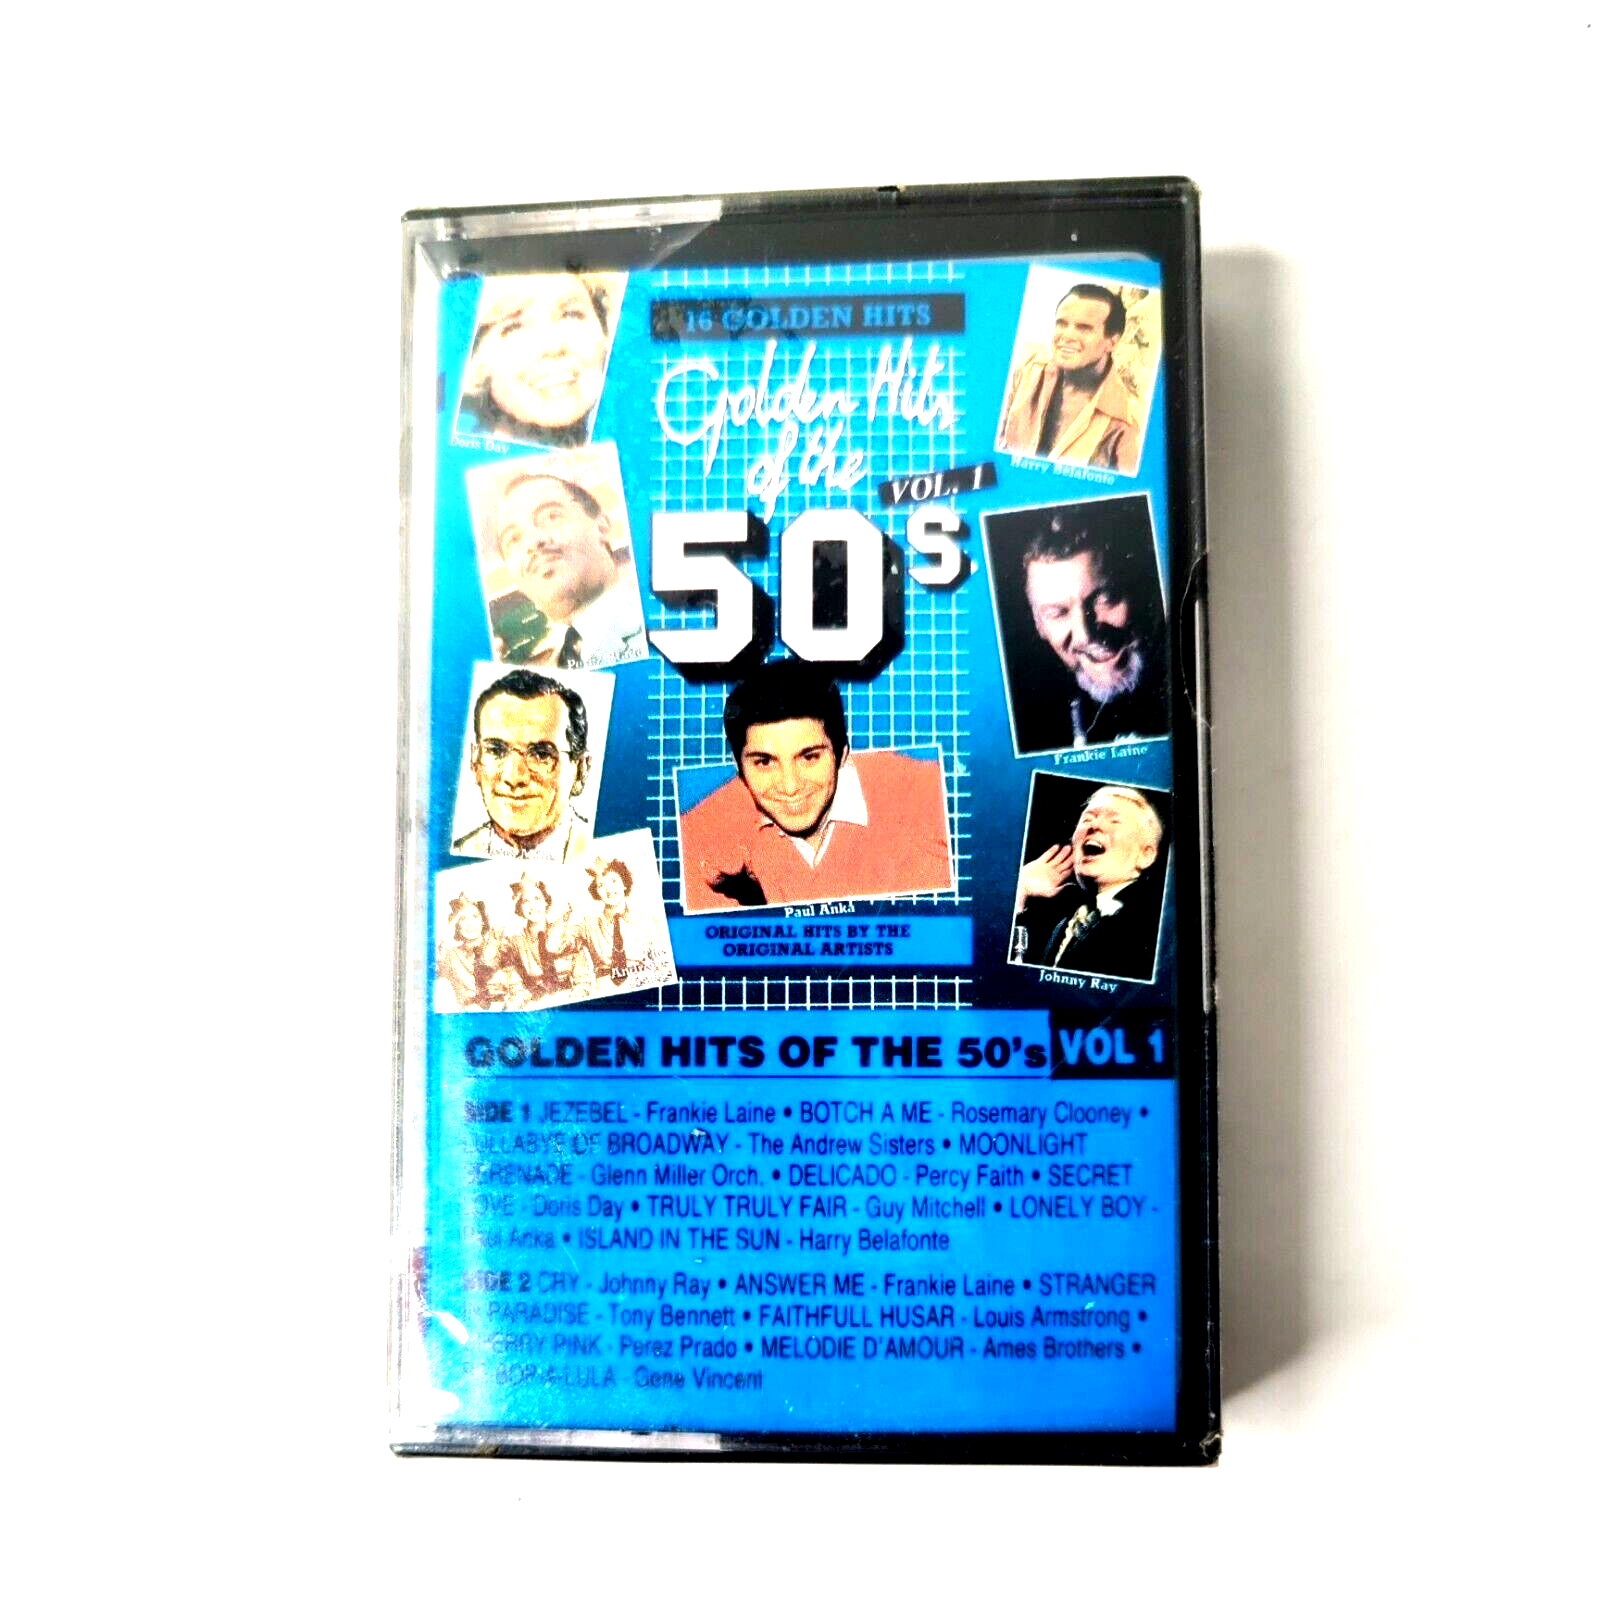 16 GOLDEN HITS
Golden Hits
of the
VOL. 1
50s
Doris Day
Harry Belafonte
Frankie Laine
Paul Anka
Johnny Ray
ORIGINAL HITS BY THE
ORIGINAL ARTISTS
GOLDEN HITS OF THE 50's VOL 1
SIDE 1 JEZEBEL - Frankie Laine • BOTCH A ME - Rosemary Clooney •
LULLABYE OF BROADWAY - The Andrew Sisters • MOONLIGHT
SERENADE - Glenn Miller Orch. • DELICADO - Percy Faith • SECRET
LOVE - Doris Day • TRULY TRULY FAIR - Guy Mitchell • LONELY BOY -
Paul Anka • ISLAND IN THE SUN - Harry Belafonte
SIDE 2 CRY - Johnny Ray • ANSWER ME - Frankie Laine • STRANGER
PARADISE - Tony Bennett • FAITHFULL HUSAR - Louis Armstrong •
CHERRY PINK - Perez Prado • MELODIE D'AMOUR - Ames Brothers •
BOP-A-LULA - Gene Vincent